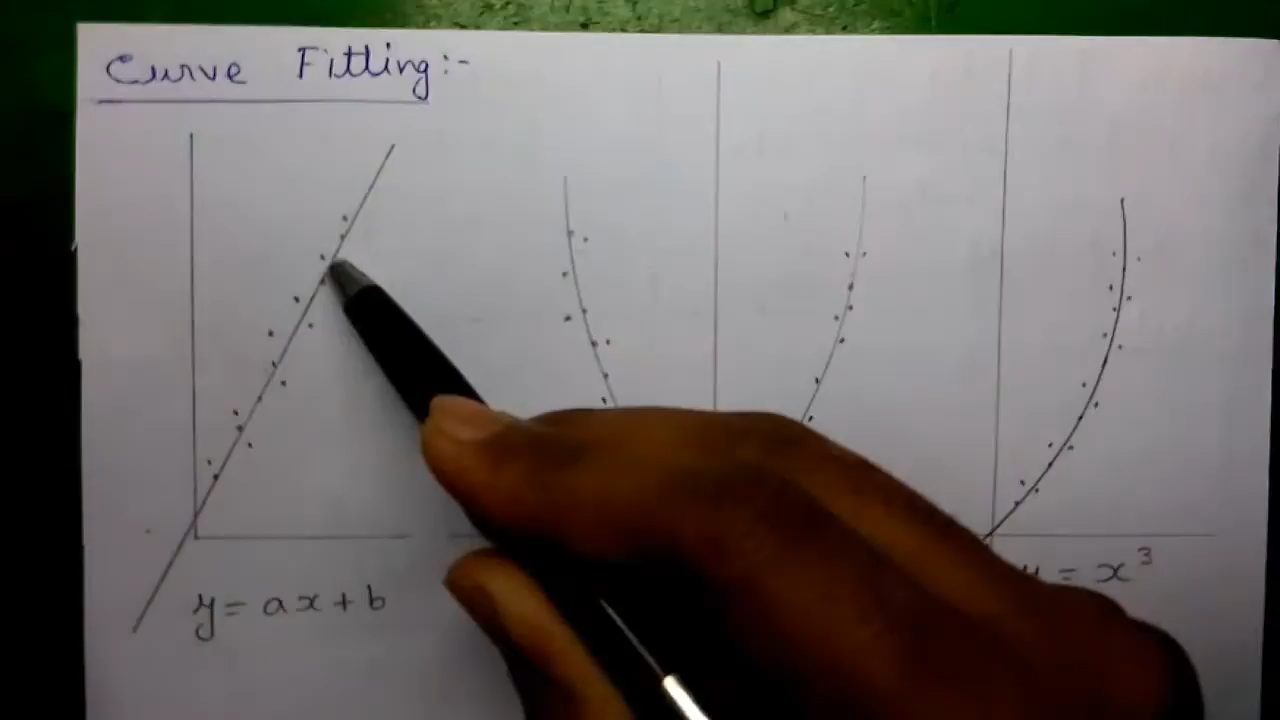 Curve Fitting:-
y = ax + b
= x³